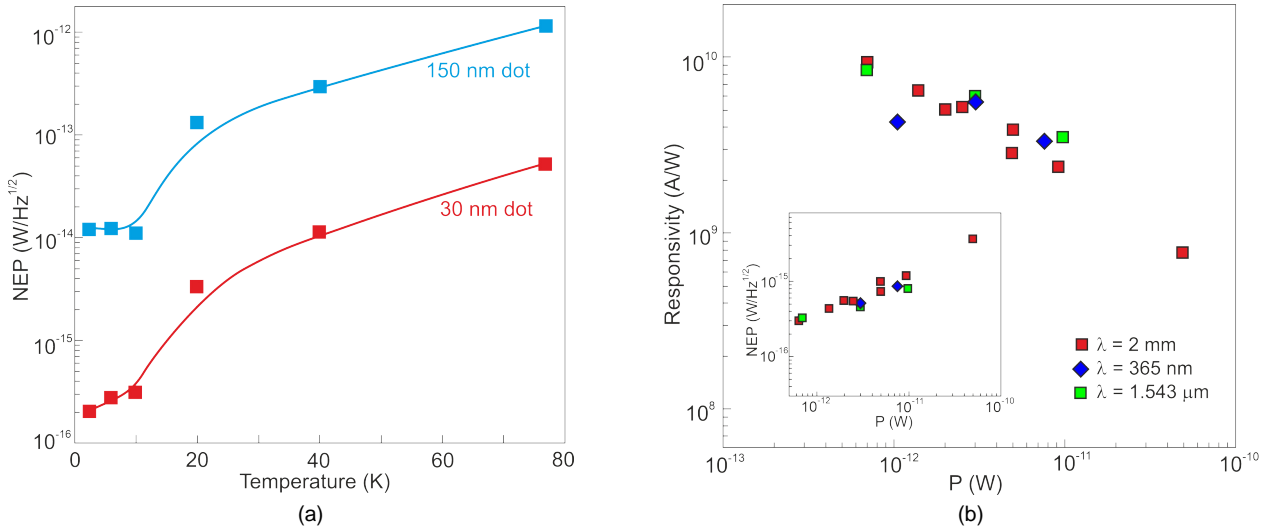 NEP (W/Hz^1/2)
10^-12
10^-13
10^-14
10^-15
10^-16
150 nm dot
30 nm dot
0 20 40 60 80
Temperature (K)
(a)
Responsivity (A/W)
10^10
10^9
10^8
NEP (W/Hz^1/2)
10^-15
10^-16
10^-12 10^-11 10^-10
P (W)
λ = 2 mm
λ = 365 nm
λ = 1.543 μm
10^-13 10^-12 10^-11 10^-10
P (W)
(b)